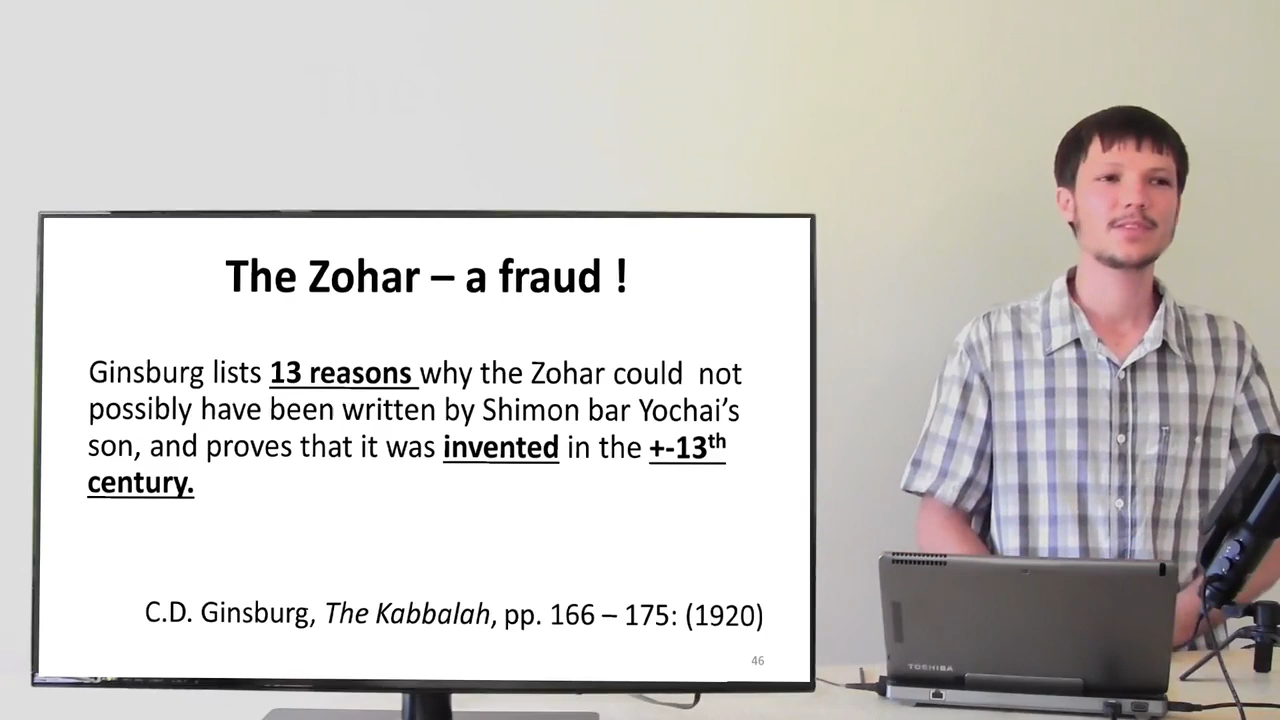 The Zohar – a fraud !
Ginsburg lists 13 reasons why the Zohar could not
possibly have been written by Shimon bar Yochai’s
son, and proves that it was invented in the +-13th
century.
C.D. Ginsburg, The Kabbalah, pp. 166 – 175: (1920)
46
TOSHIBA